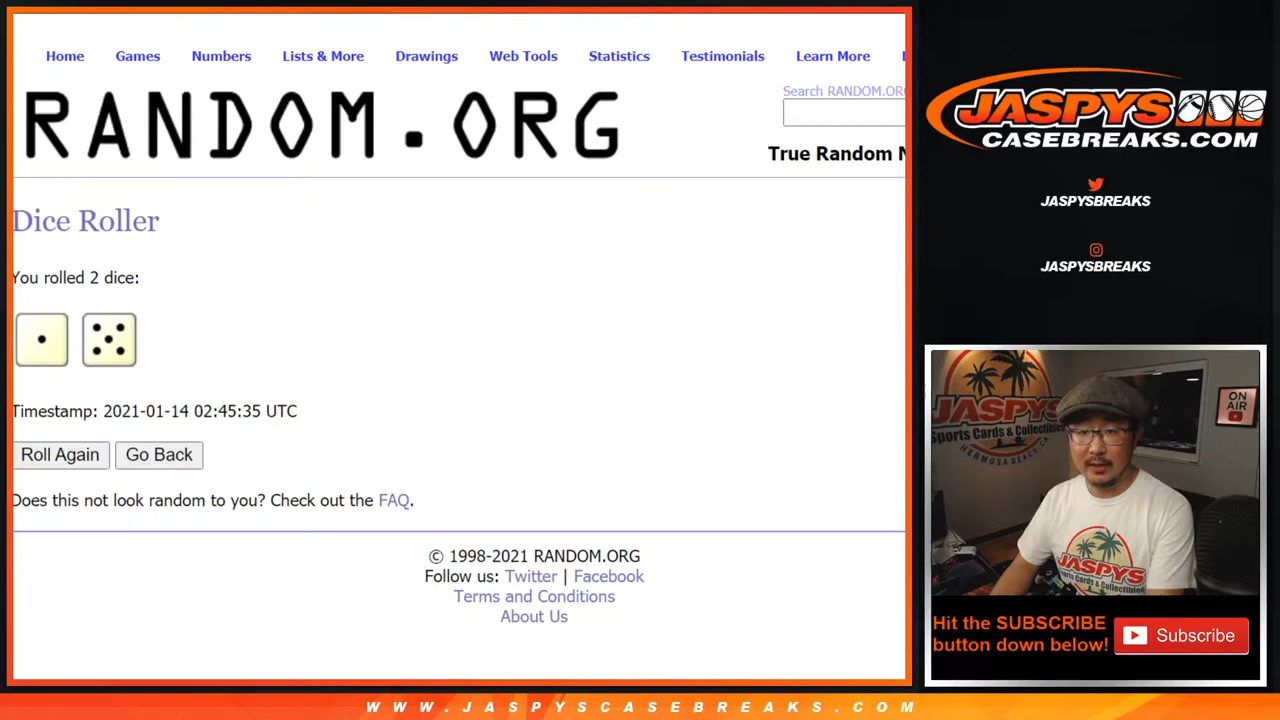 Home Games Numbers Lists & More Drawings Web Tools Statistics Testimonials Learn More
RANDOM.ORG
Search RANDOM.ORG
True Random N
Dice Roller
You rolled 2 dice:
Timestamp: 2021-01-14 02:45:35 UTC
Roll Again Go Back
Does this not look random to you? Check out the FAQ.
© 1998-2021 RANDOM.ORG
Follow us: Twitter | Facebook
Terms and Conditions
About Us
JASPYS
CASEBREAKS.COM
JASPYSBREAKS
JASPYSBREAKS
JASPYS
Sports Cards & Collectibles
HERMOSA BEACH, CA
ON
AIR
JASPYS
Sports Cards & Collectibles
Hit the SUBSCRIBE
button down below!
Subscribe
WWW.JASPYSCASEBREAKS.COM